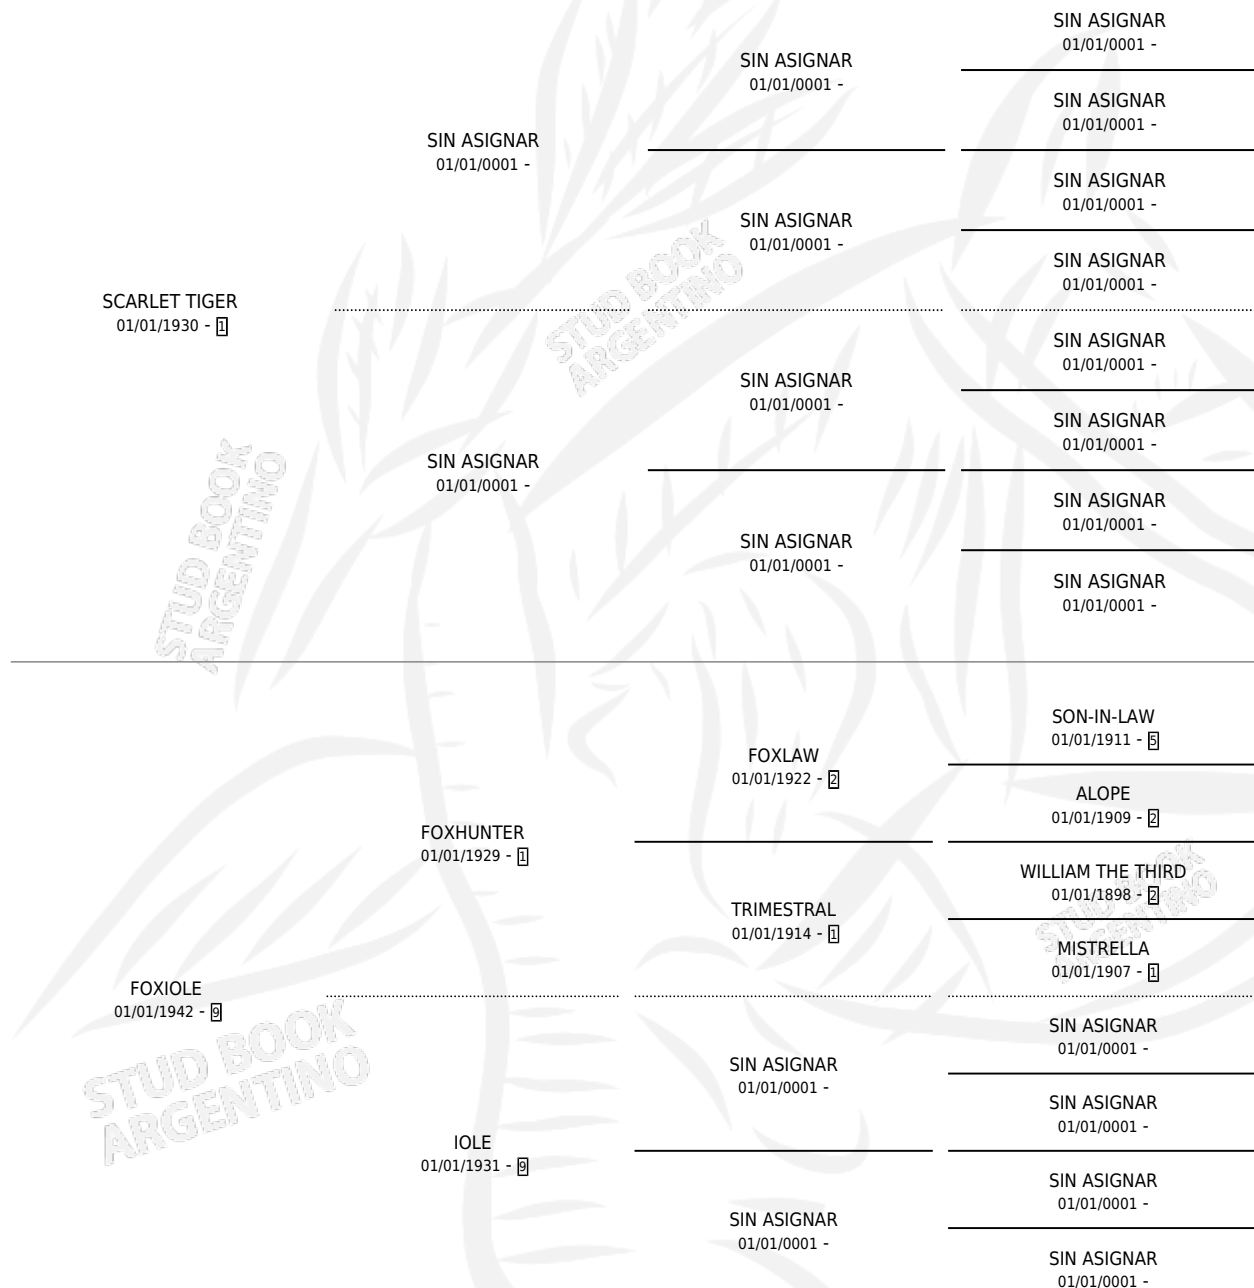 SIN ASIGNAR
01/01/0001 -
SIN ASIGNAR
01/01/0001 -
SIN ASIGNAR
01/01/0001 -
SIN ASIGNAR
01/01/0001 -
SIN ASIGNAR
01/01/0001 -
SIN ASIGNAR
01/01/0001 -
SIN ASIGNAR
01/01/0001 -
STUD BOOK
ARGENTINO
SCARLET TIGER
01/01/1930 - 1
SIN ASIGNAR
01/01/0001 -
SIN ASIGNAR
01/01/0001 -
SIN ASIGNAR
01/01/0001 -
SIN ASIGNAR
01/01/0001 -
SIN ASIGNAR
01/01/0001 -
SIN ASIGNAR
01/01/0001 -
SIN ASIGNAR
01/01/0001 -
STUD BOOK
ARGENTINO
SON-IN-LAW
01/01/1911 - 5
FOXLAW
01/01/1922 - 2
ALOPE
01/01/1909 - 2
FOXHUNTER
01/01/1929 - 1
WILLIAM THE THIRD
01/01/1898 - 2
TRIMESTRAL
01/01/1914 - 1
MISTRELLA
01/01/1907 - 1
STUD BOOK
ARGENTINO
FOXIOLE
01/01/1942 - 9
SIN ASIGNAR
01/01/0001 -
SIN ASIGNAR
01/01/0001 -
SIN ASIGNAR
01/01/0001 -
IOLE
01/01/1931 - 9
SIN ASIGNAR
01/01/0001 -
SIN ASIGNAR
01/01/0001 -
SIN ASIGNAR
01/01/0001 -
STUD BOOK
ARGENTINO